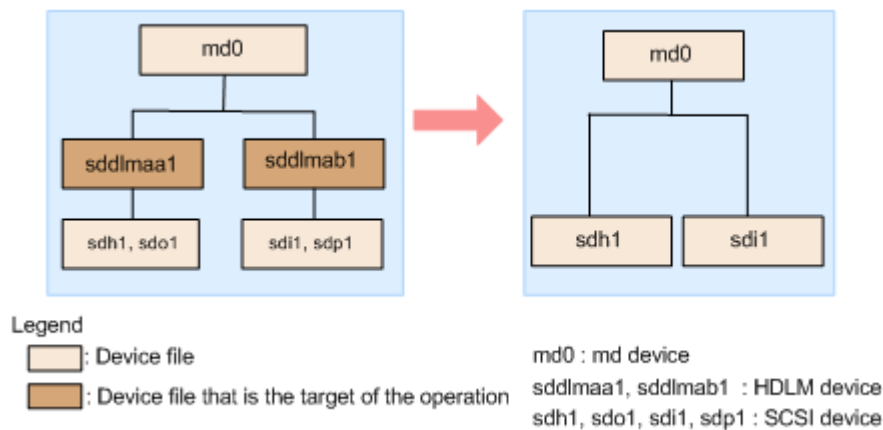 md0
sddlmaa1
sddlmab1
sdh1, sdo1
sdi1, sdp1
md0
sdh1
sdi1
Legend
: Device file
: Device file that is the target of the operation
md0 : md device
sddlmaa1, sddlmab1 : HDLM device
sdh1, sdo1, sdi1, sdp1 : SCSI device